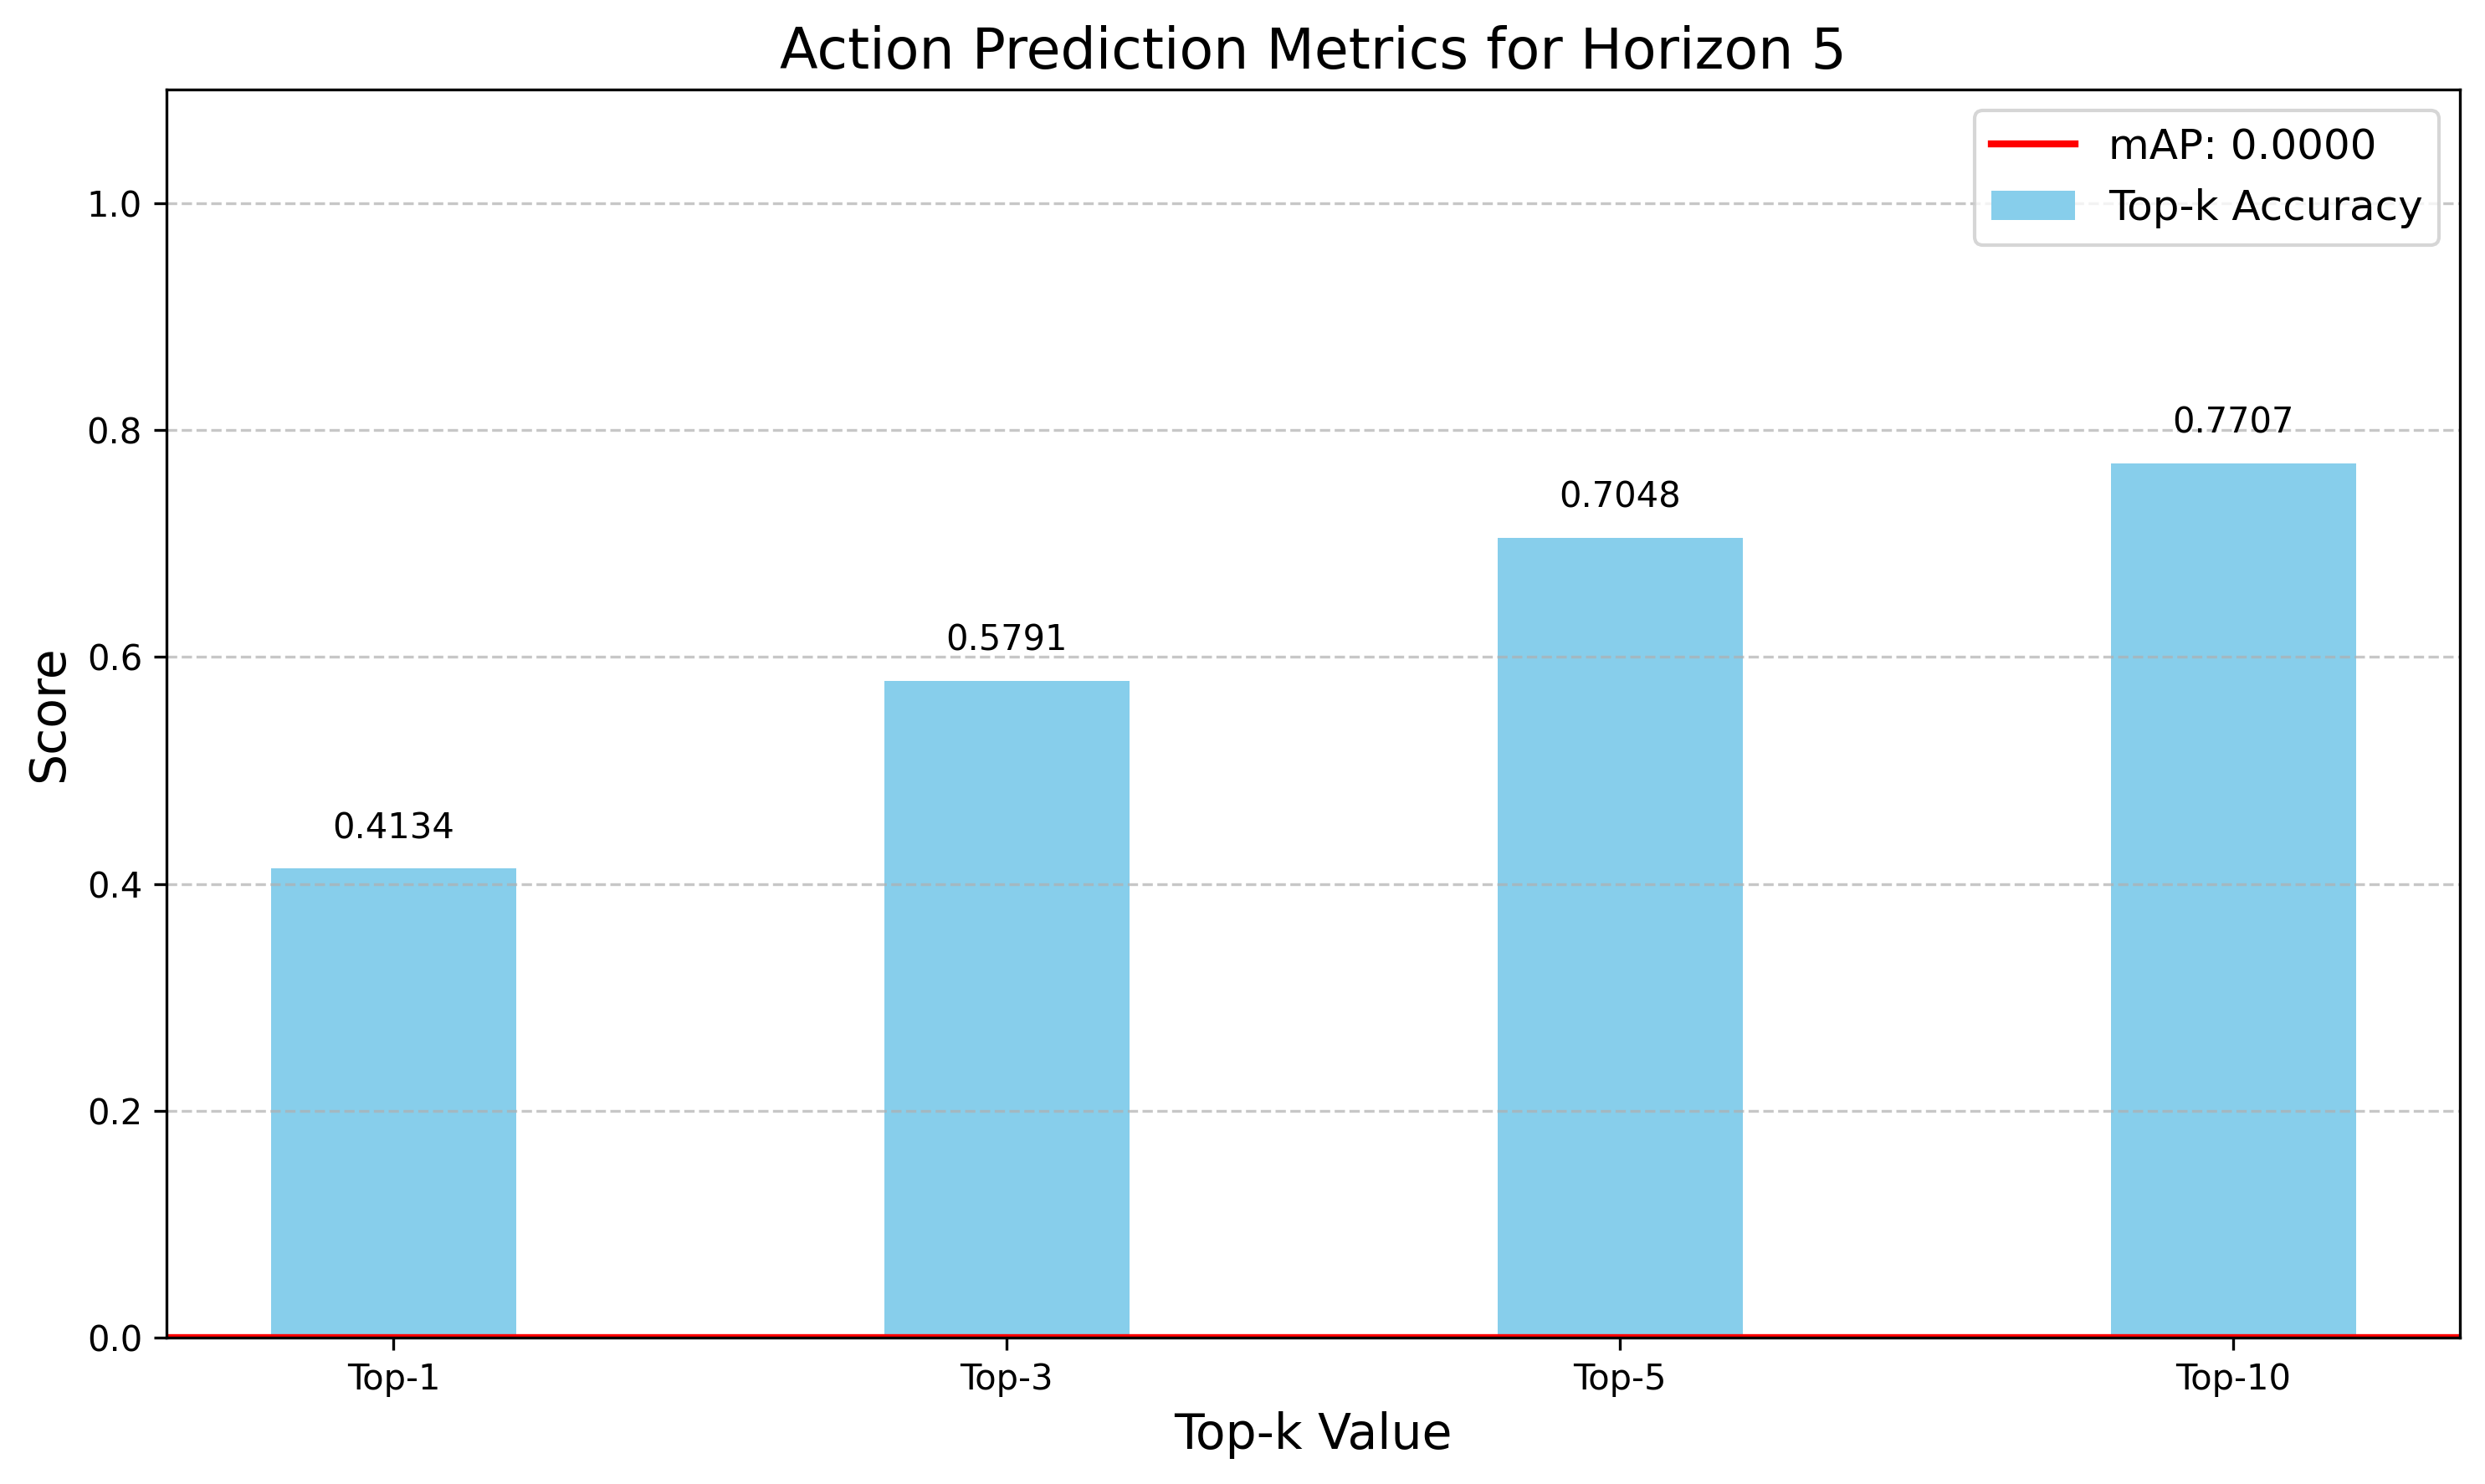 Action Prediction Metrics for Horizon 5
mAP: 0.0000
Top-k Accuracy
Score
1.0
0.8
0.6
0.4
0.2
0.0
0.4134
0.5791
0.7048
0.7707
Top-1
Top-3
Top-5
Top-10
Top-k Value